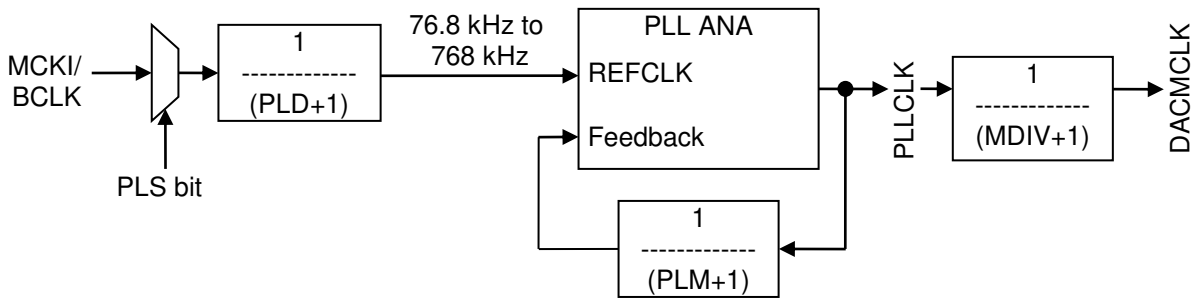 MCKI/
BCLK
PLS bit
1
-------------
(PLD+1)
76.8 kHz to
768 kHz
PLL ANA
REFCLK
Feedback
1
-------------
(PLM+1)
PLLCLK
1
-------------
(MDIV+1)
DACMCLK